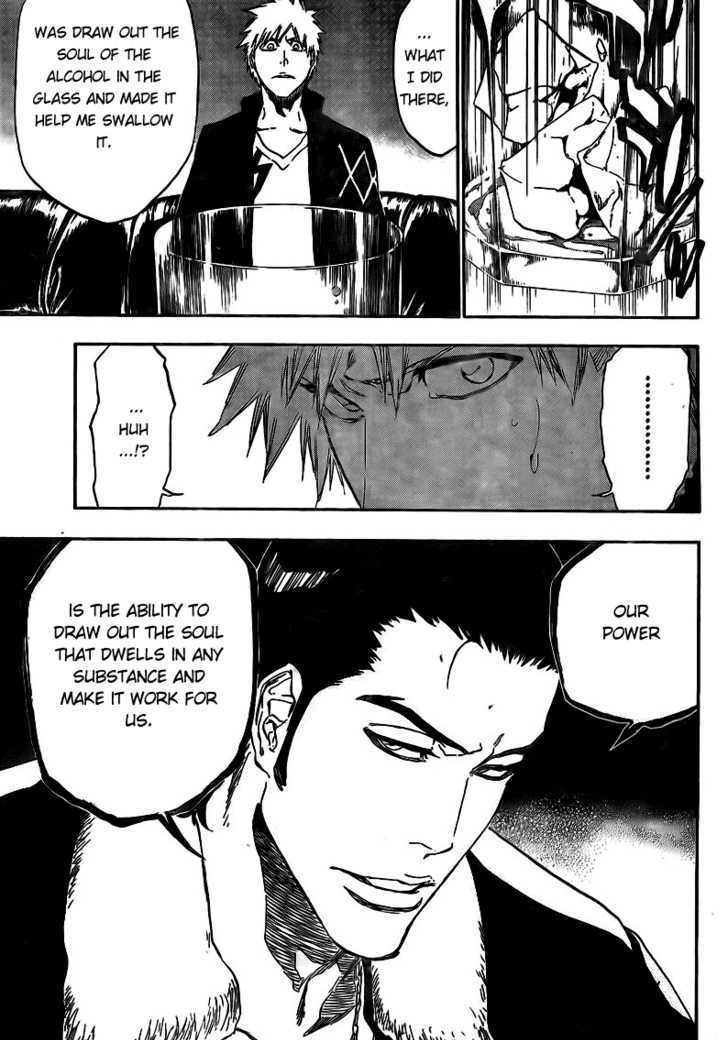 ...
WHAT
I DID
THERE,
WAS DRAW OUT THE
SOUL OF THE
ALCOHOL IN THE
GLASS AND MADE IT
HELP ME SWALLOW
IT.
..........
...
HUH
...!?
OUR
POWER
IS THE ABILITY TO
DRAW OUT THE SOUL
THAT DWELLS IN ANY
SUBSTANCE AND
MAKE IT WORK FOR
US.